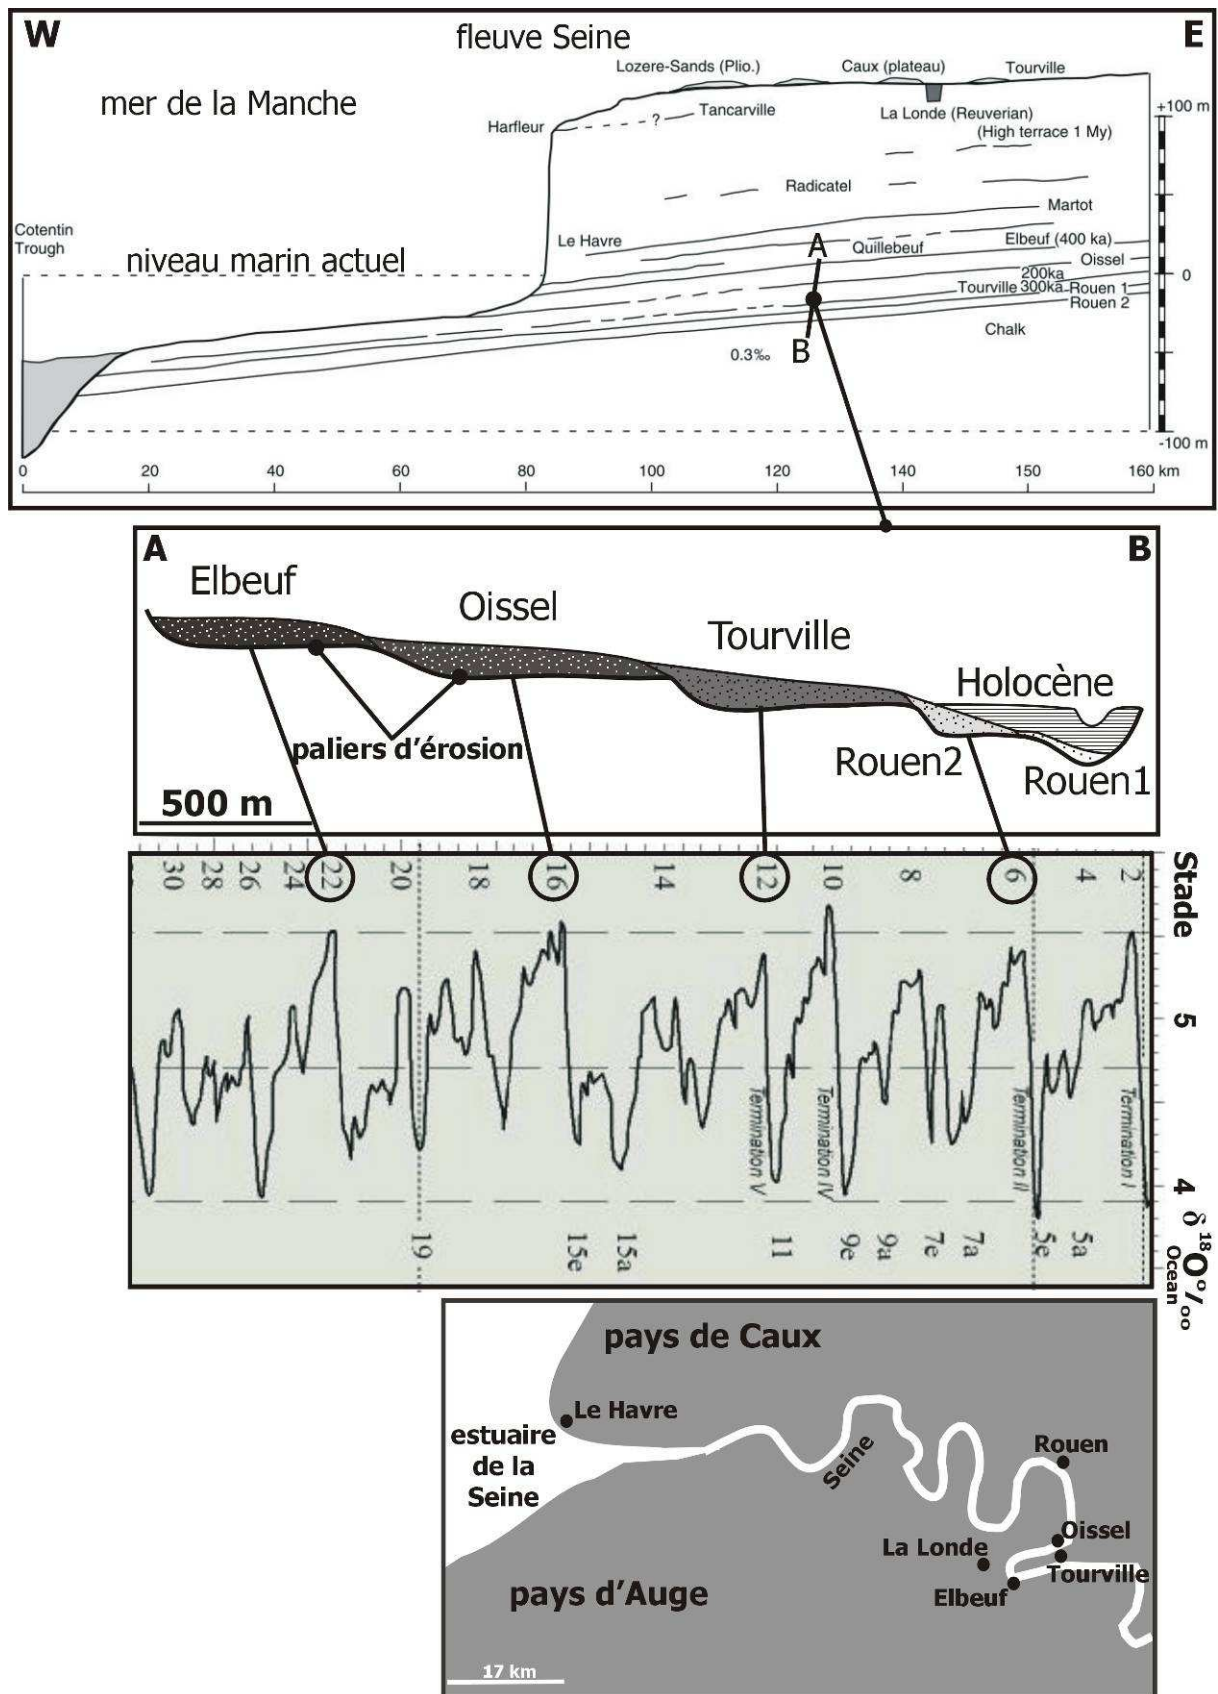 W
fleuve Seine
E
Lozere-Sands (Plio.)
Caux (plateau)
Tourville
mer de la Manche
+100 m
Tancarville
La Londe (Reuverian)
Harfleur
?
(High terrace 1 My)
Radicatel
Martot
Cotentin
Trough
Le Havre
Quillebeuf
Elbeuf (400 ka)
A
niveau marin actuel
Oissel
200ka
0
Tourville 300ka
Rouen 1
Rouen 2
Chalk
0.3‰
B
-100 m
0
20
40
60
80
100
120
140
150
160 km
A
B
Elbeuf
Oissel
Tourville
Holocène
paliers d'érosion
Rouen2
Rouen1
500 m
30
28
26
24
22
20
18
16
14
12
10
8
6
4
2
Stade
5
Termination V
Termination IV
Termination II
Termination I
4
19
15e
15a
11
9e
9a
7e
7a
5e
5a
δ 18O‰
Ocean
pays de Caux
Le Havre
estuaire
de la
Seine
Seine
Rouen
Oissel
La Londe
Tourville
Elbeuf
pays d'Auge
17 km